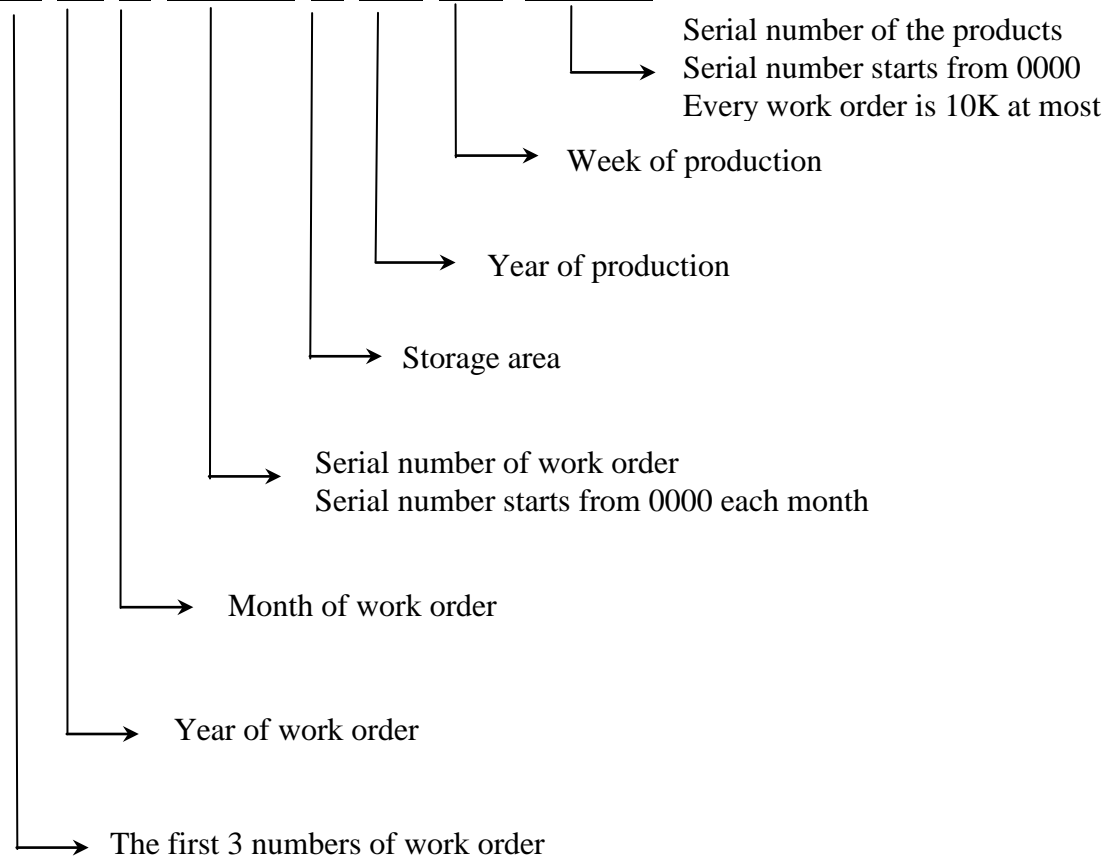 Serial number of the products
Serial number starts from 0000
Every work order is 10K at most
Week of production
Year of production
Storage area
Serial number of work order
Serial number starts from 0000 each month
Month of work order
Year of work order
The first 3 numbers of work order